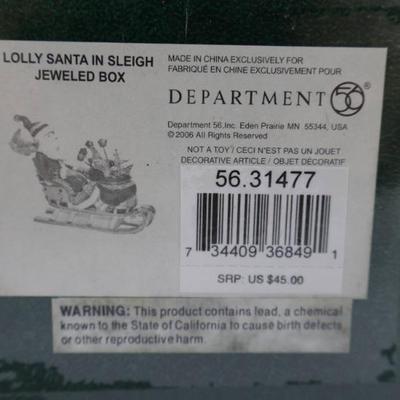 LOLLY SANTA IN SLEIGH
JEWELED BOX
MADE IN CHINA EXCLUSIVELY FOR
FABRIQUÉ EN CHINE EXCLUSIVEMENT POUR
DEPARTMENT 56®
Department 56, Inc. Eden Prairie MN 55344, USA
© 2006 All Rights Reserved
NOT A TOY / CECI N'EST PAS UN JOUET
DECORATIVE ARTICLE / OBJET DÉCORATIF
56.31477
7 34409 36849 1
SRP: US $45.00
WARNING: This product contains lead, a chemical
known to the State of California to cause birth defects
or other reproductive harm.